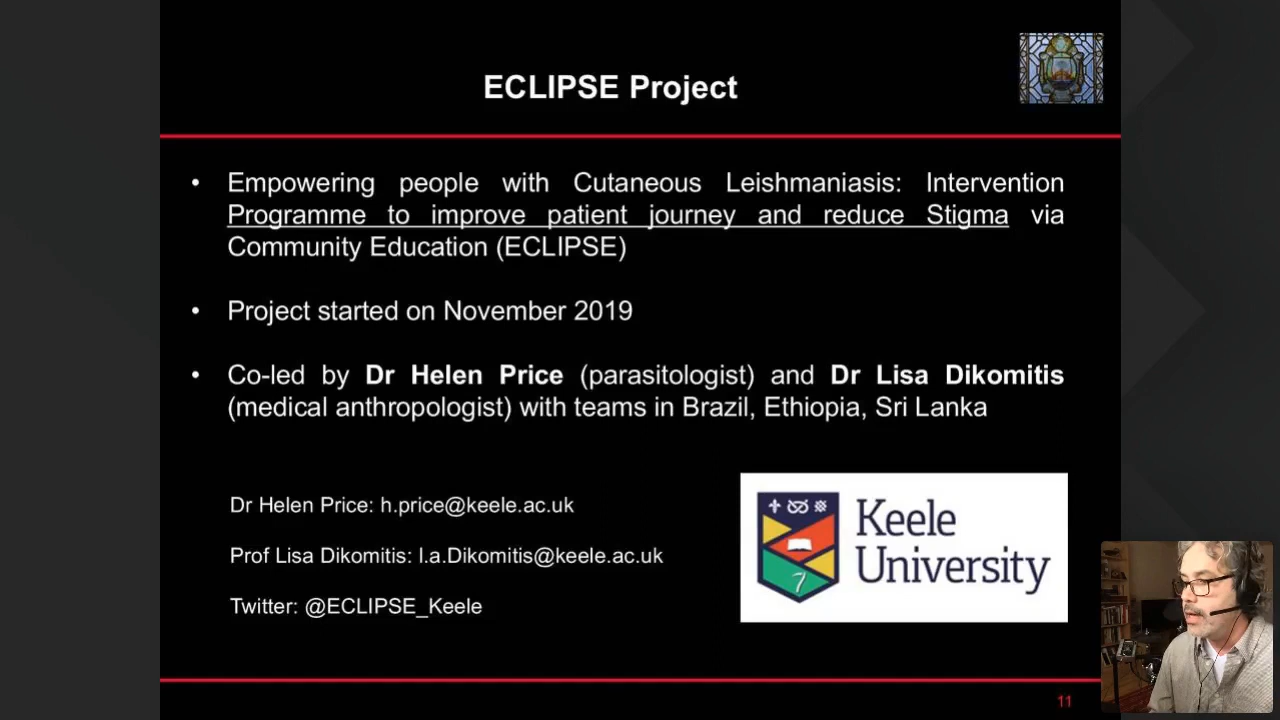 ECLIPSE Project
• Empowering people with Cutaneous Leishmaniasis: Intervention
Programme to improve patient journey and reduce Stigma via
Community Education (ECLIPSE)
• Project started on November 2019
• Co-led by Dr Helen Price (parasitologist) and Dr Lisa Dikomitis
(medical anthropologist) with teams in Brazil, Ethiopia, Sri Lanka
Dr Helen Price: h.price@keele.ac.uk
Prof Lisa Dikomitis: l.a.Dikomitis@keele.ac.uk
Twitter: @ECLIPSE_Keele
Keele
University
11